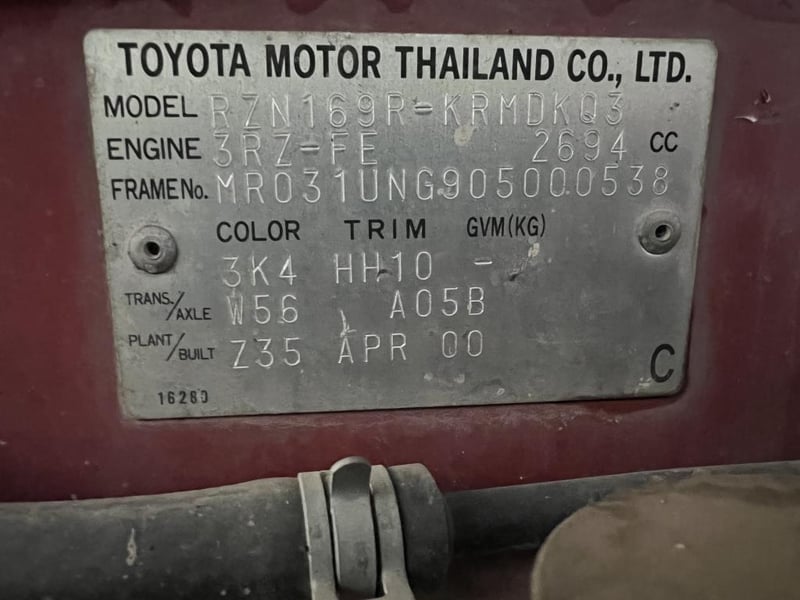 TOYOTA MOTOR THAILAND CO., LTD.
MODEL RZN169R-KRMDKQ3
ENGINE 3RZ-FE 2694 CC
FRAME No. MR031UNG905000538
COLOR TRIM GVM(KG)
3K4 HH10 -
TRANS./AXLE W56 A05B
PLANT/BUILT Z35 APR 00
C
16280